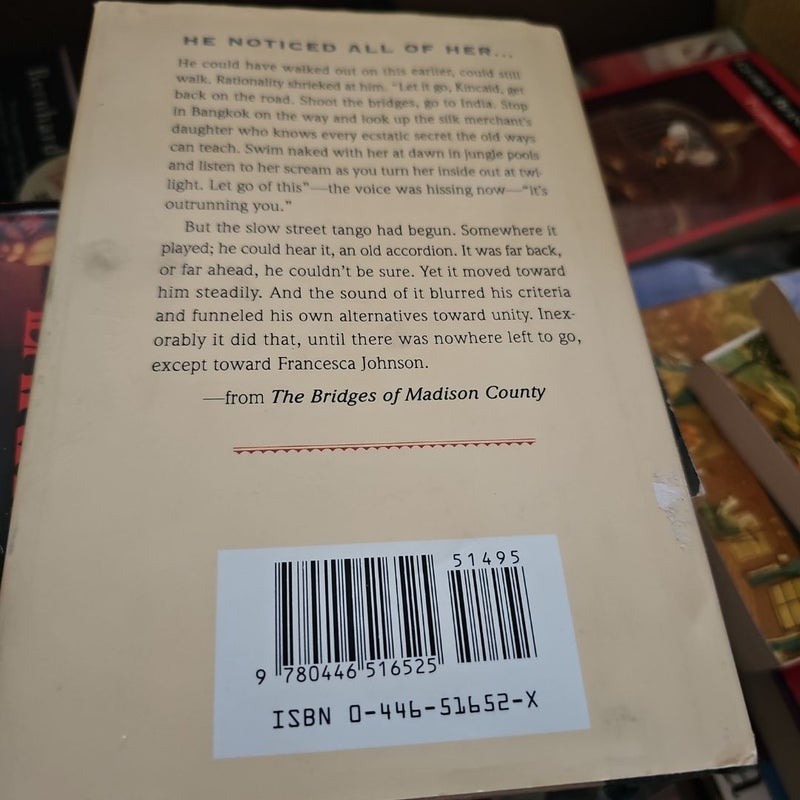 HE NOTICED ALL OF HER...
He could have walked out on this earlier, could still
walk. Rationality shrieked at him. "Let it go, Kincaid, get
back on the road. Shoot the bridges, go to India. Stop
in Bangkok on the way and look up the silk merchant's
daughter who knows every ecstatic secret the old ways
can teach. Swim naked with her at dawn in jungle pools
and listen to her scream as you turn her inside out at twi-
light. Let go of this"—the voice was hissing now—"it's
outrunning you."
But the slow street tango had begun. Somewhere it
played; he could hear it, an old accordion. It was far back,
or far ahead, he couldn't be sure. Yet it moved toward
him steadily. And the sound of it blurred his criteria
and funneled his own alternatives toward unity. Inex-
orably it did that, until there was nowhere left to go,
except toward Francesca Johnson.
—from The Bridges of Madison County
51495
9 780446 516525
ISBN 0-446-51652-X
Bernhard